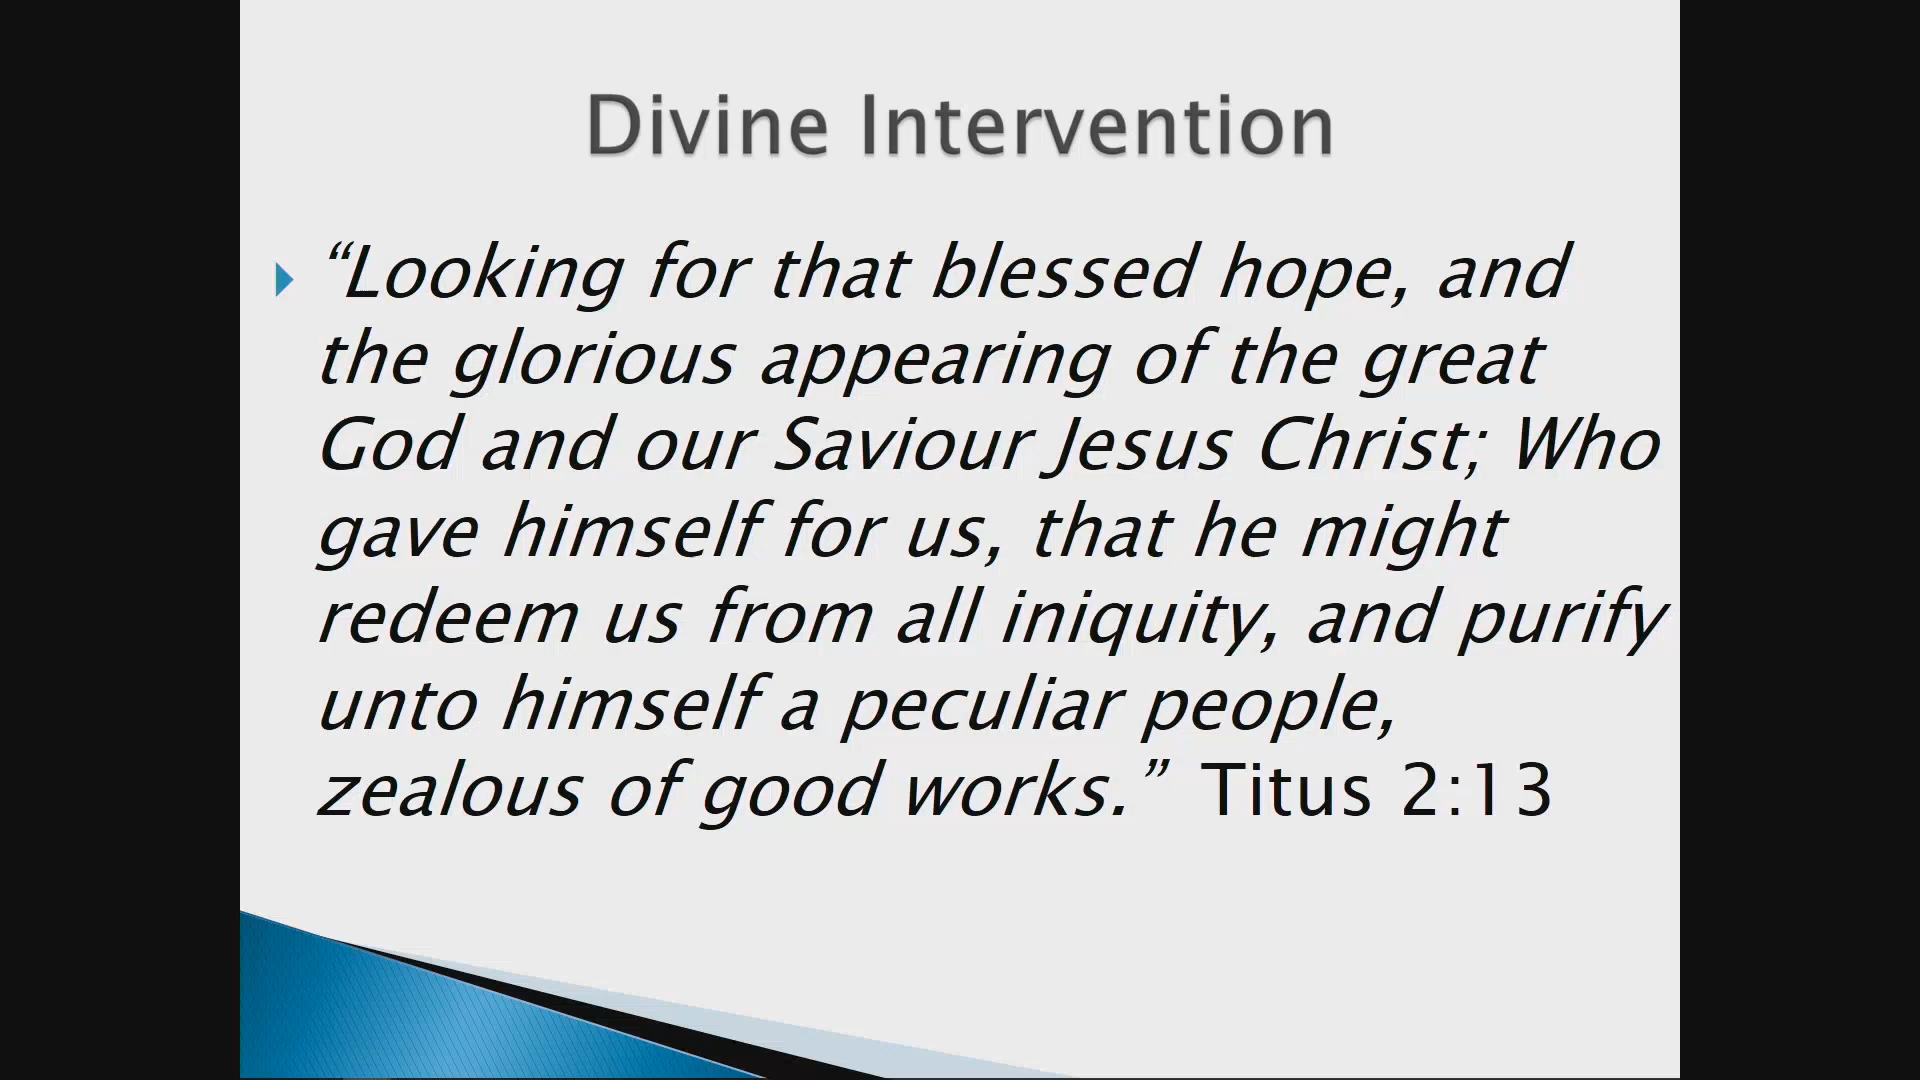 Divine Intervention
“Looking for that blessed hope, and
the glorious appearing of the great
God and our Saviour Jesus Christ; Who
gave himself for us, that he might
redeem us from all iniquity, and purify
unto himself a peculiar people,
zealous of good works.” Titus 2:13